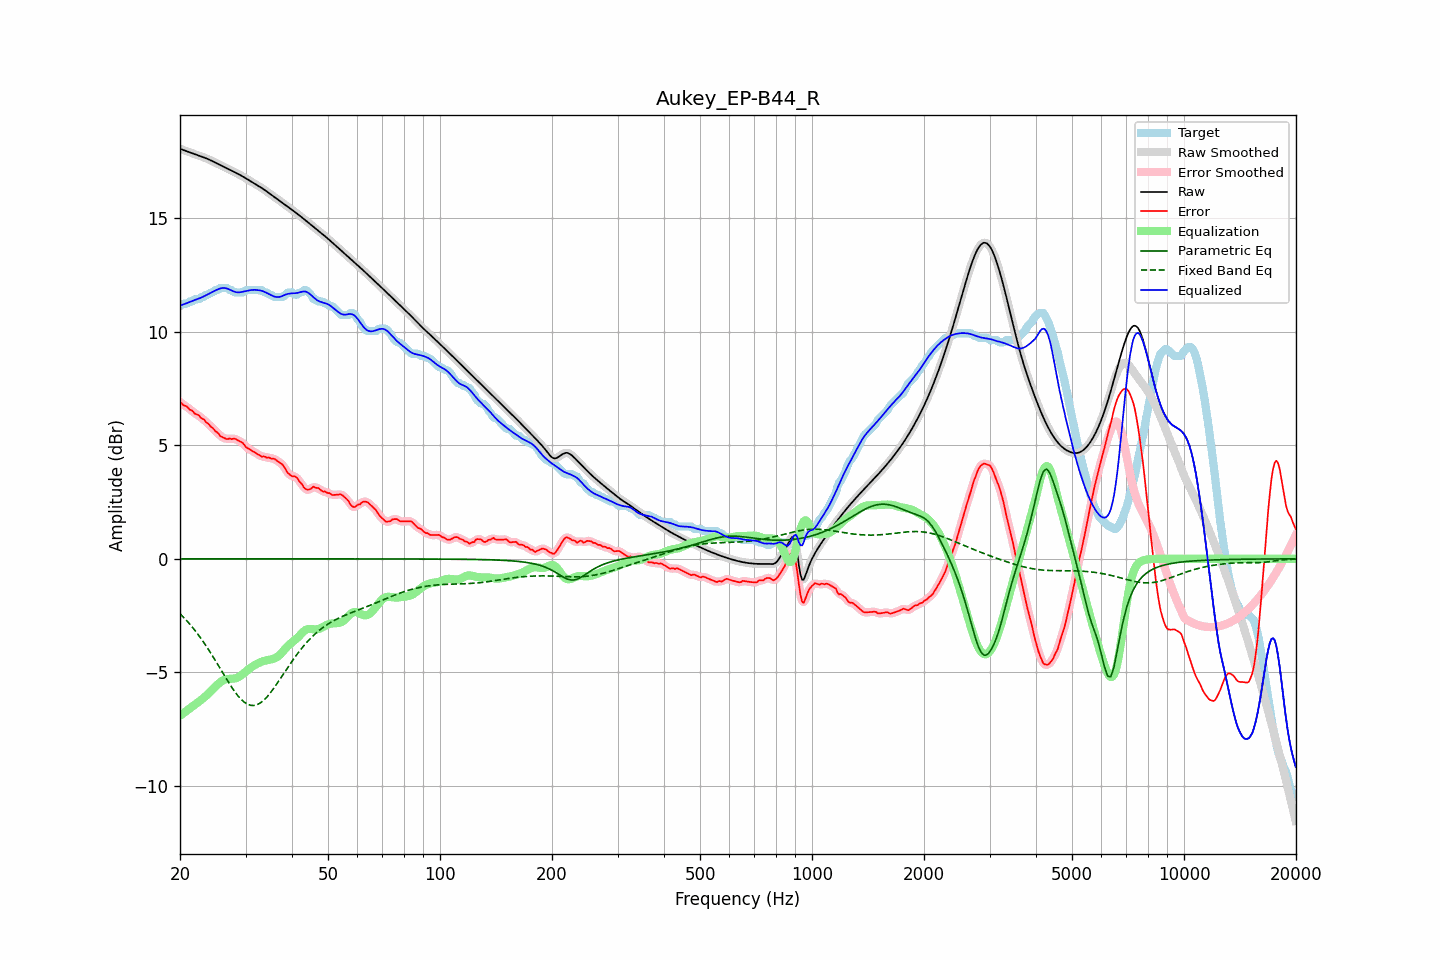 Aukey_EP-B44_R
Target
Raw Smoothed
Error Smoothed
Raw
Error
Equalization
Parametric Eq
Fixed Band Eq
Equalized
Amplitude (dBr)
15
10
5
0
−5
−10
20 50 100 200 500 1000 2000 5000 10000 20000
Frequency (Hz)